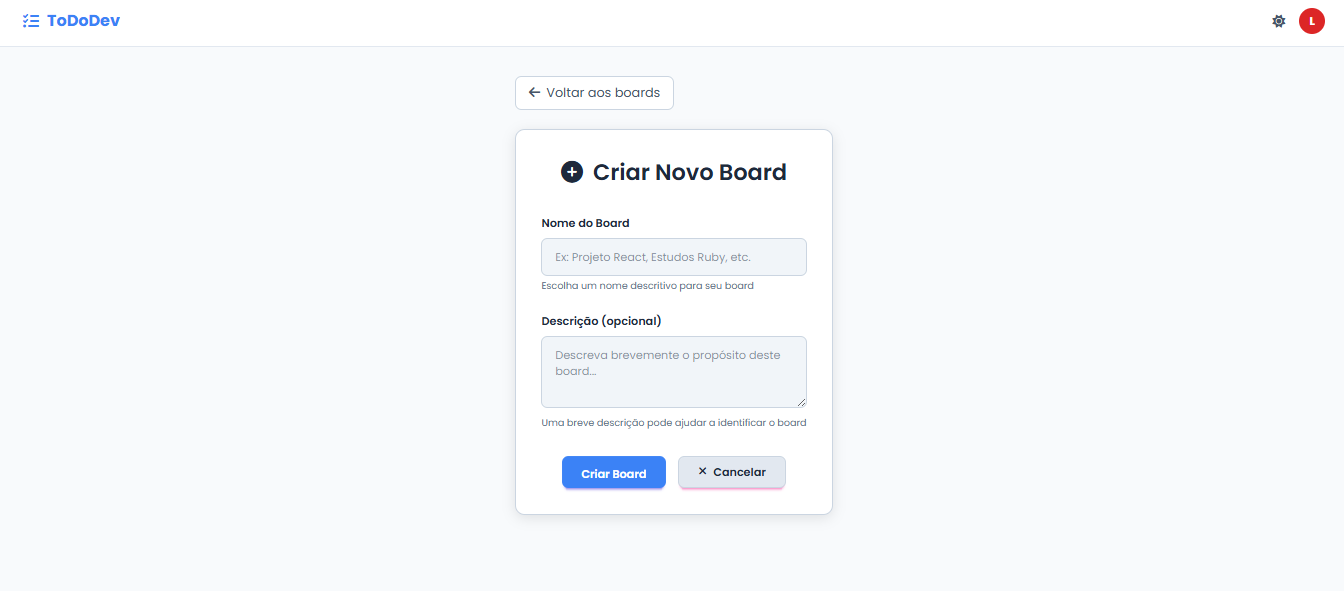 ToDoDev
L
Voltar aos boards
Criar Novo Board
Nome do Board
Ex: Projeto React, Estudos Ruby, etc.
Escolha um nome descritivo para seu board
Descrição (opcional)
Descreva brevemente o propósito deste
board...
Uma breve descrição pode ajudar a identificar o board
Criar Board
Cancelar